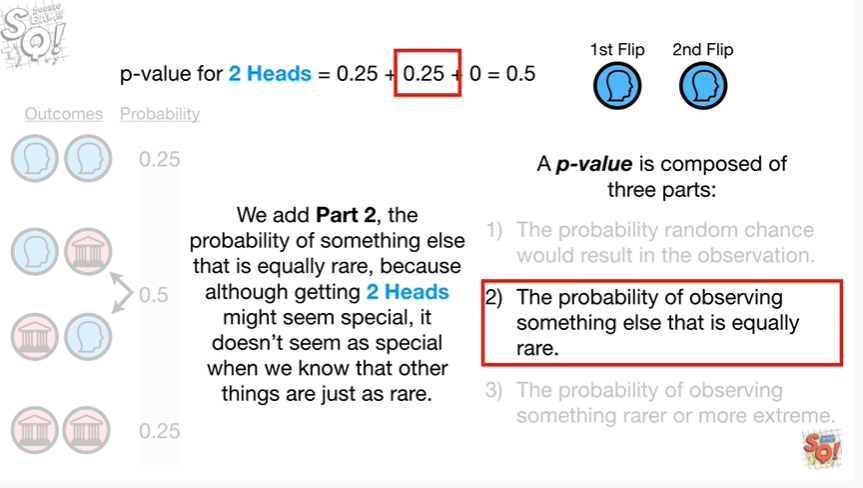 p-value for 2 Heads = 0.25 + 0.25 + 0 = 0.5
1st Flip 2nd Flip
Outcomes Probability
0.25
0.5
0.25
We add Part 2, the
probability of something else
that is equally rare, because
although getting 2 Heads
might seem special, it
doesn't seem as special
when we know that other
things are just as rare.
A p-value is composed of
three parts:
1) The probability random chance
would result in the observation.
2) The probability of observing
something else that is equally
rare.
3) The probability of observing
something rarer or more extreme.
SQ!